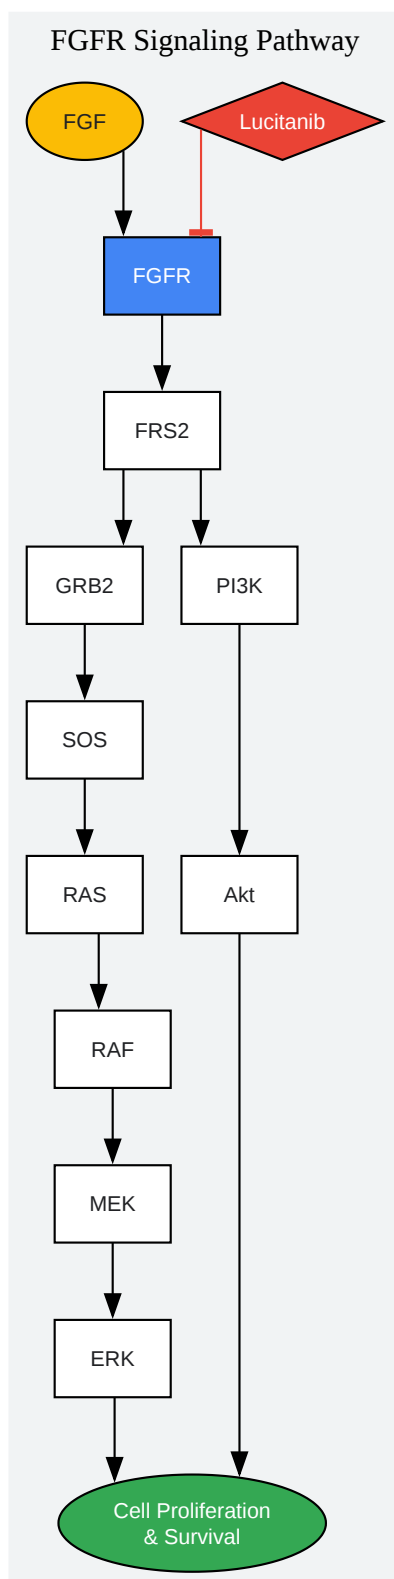 FGFR Signaling Pathway
FGF
Lucitanib
FGFR
FRS2
GRB2
PI3K
SOS
RAS
Akt
RAF
MEK
ERK
Cell Proliferation
& Survival